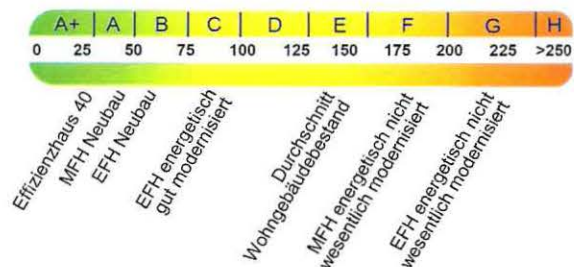 A+ A B C D E F G H
0 25 50 75 100 125 150 175 200 225 >250
Effizienzhaus 40
MFH Neubau
EFH Neubau
EFH energetisch
gut modernisiert
Durchschnitt
Wohngebäudebestand
MFH energetisch nicht
wesentlich modernisiert
EFH energetisch nicht
wesentlich modernisiert